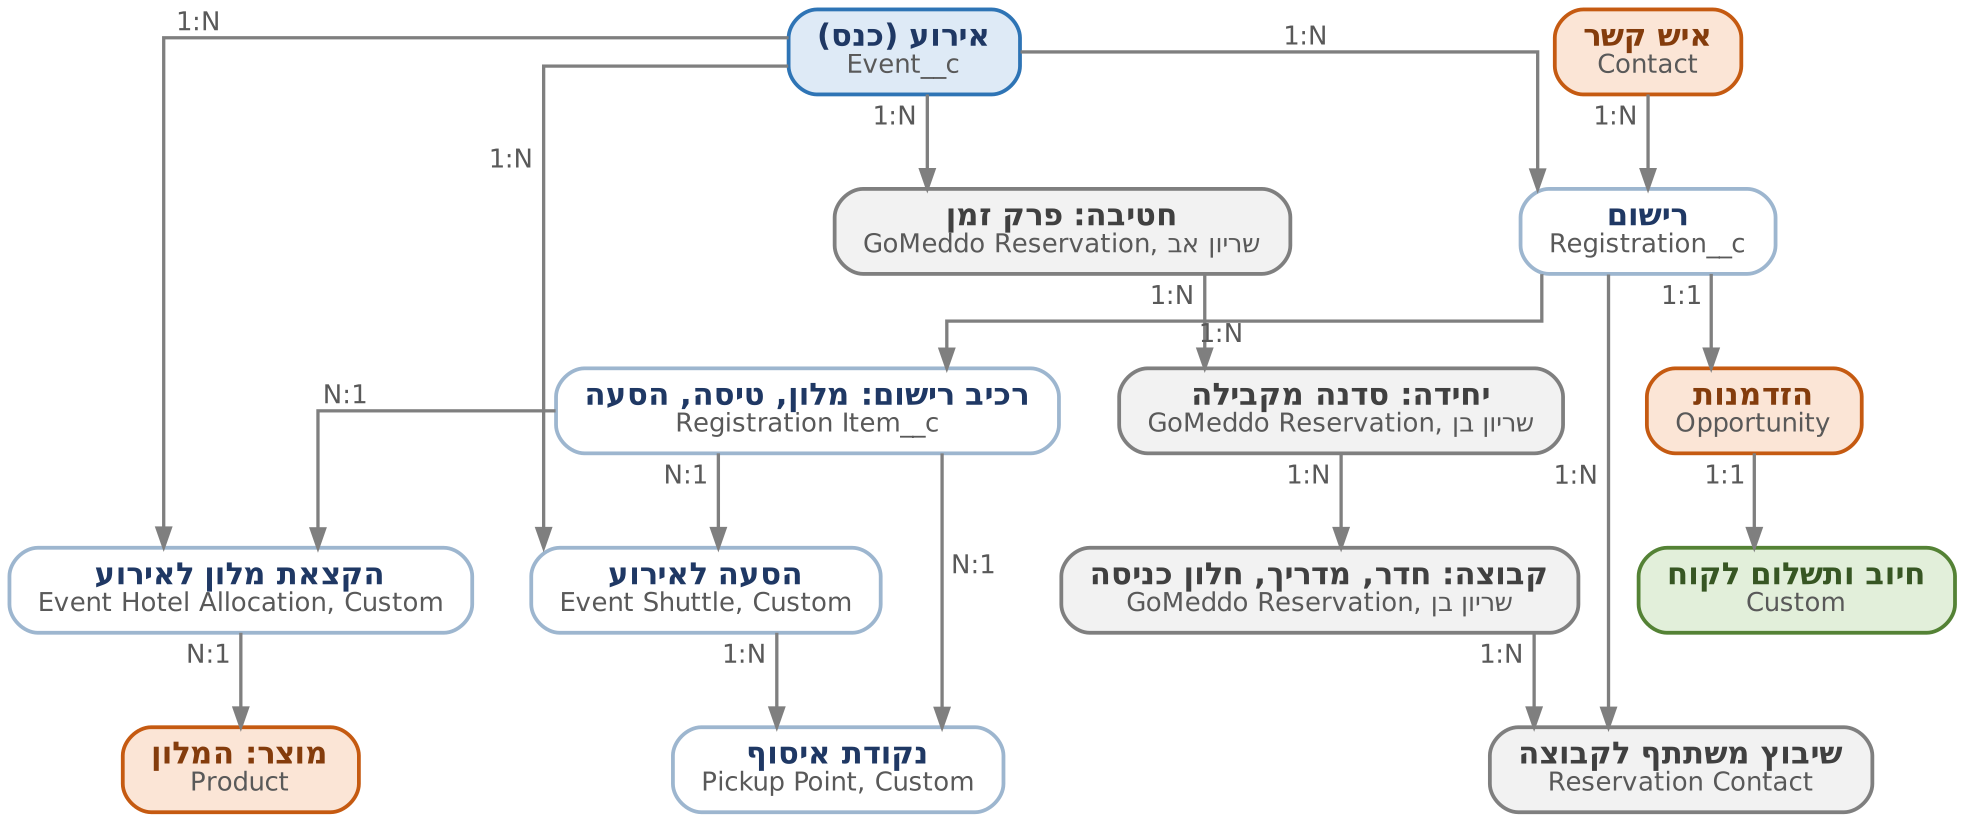 1:N
אירוע (כנס)
Event__c
1:N
איש קשר
Contact
1:N
1:N
1:N
חטיבה: פרק זמן
GoMeddo Reservation, שריון אב
רישום
Registration__c
1:N
1:N
1:1
רכיב רישום: מלון, טיסה, הסעה
Registration Item__c
יחידה: סדנה מקבילה
GoMeddo Reservation, שריון בן
הזדמנות
Opportunity
N:1
N:1
1:N
1:N
1:1
N:1
הקצאת מלון לאירוע
Event Hotel Allocation, Custom
הסעה לאירוע
Event Shuttle, Custom
קבוצה: חדר, מדריך, חלון כניסה
GoMeddo Reservation, שריון בן
חיוב ותשלום לקוח
Custom
N:1
1:N
1:N
מוצר: המלון
Product
נקודת איסוף
Pickup Point, Custom
שיבוץ משתתף לקבוצה
Reservation Contact